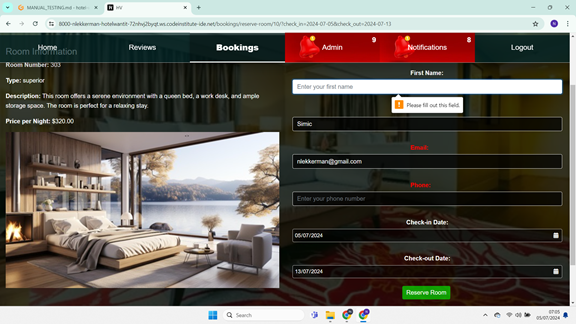 MANUAL_TESTING.md - hotel-
HV
8000-nlekkerman-hotelwantit-72nhvj2byqt.ws.codeinstitute-ide.net/bookings/reserve-room/10/?check_in=2024-07-05&check_out=2024-07-13
Home
Reviews
Bookings
Admin
9
Notifications
8
Logout
Room Information
Room Number: 303
Type: superior
Description: This room offers a serene environment with a queen bed, a work desk, and ample
storage space. The room is perfect for a relaxing stay.
Price per Night: $320.00
First Name:
Enter your first name
Please fill out this field.
Simic
Email:
nlekkerman@gmail.com
Phone:
Enter your phone number
Check-in Date:
05/07/2024
Check-out Date:
13/07/2024
Reserve Room
Search
07:05
05/07/2024